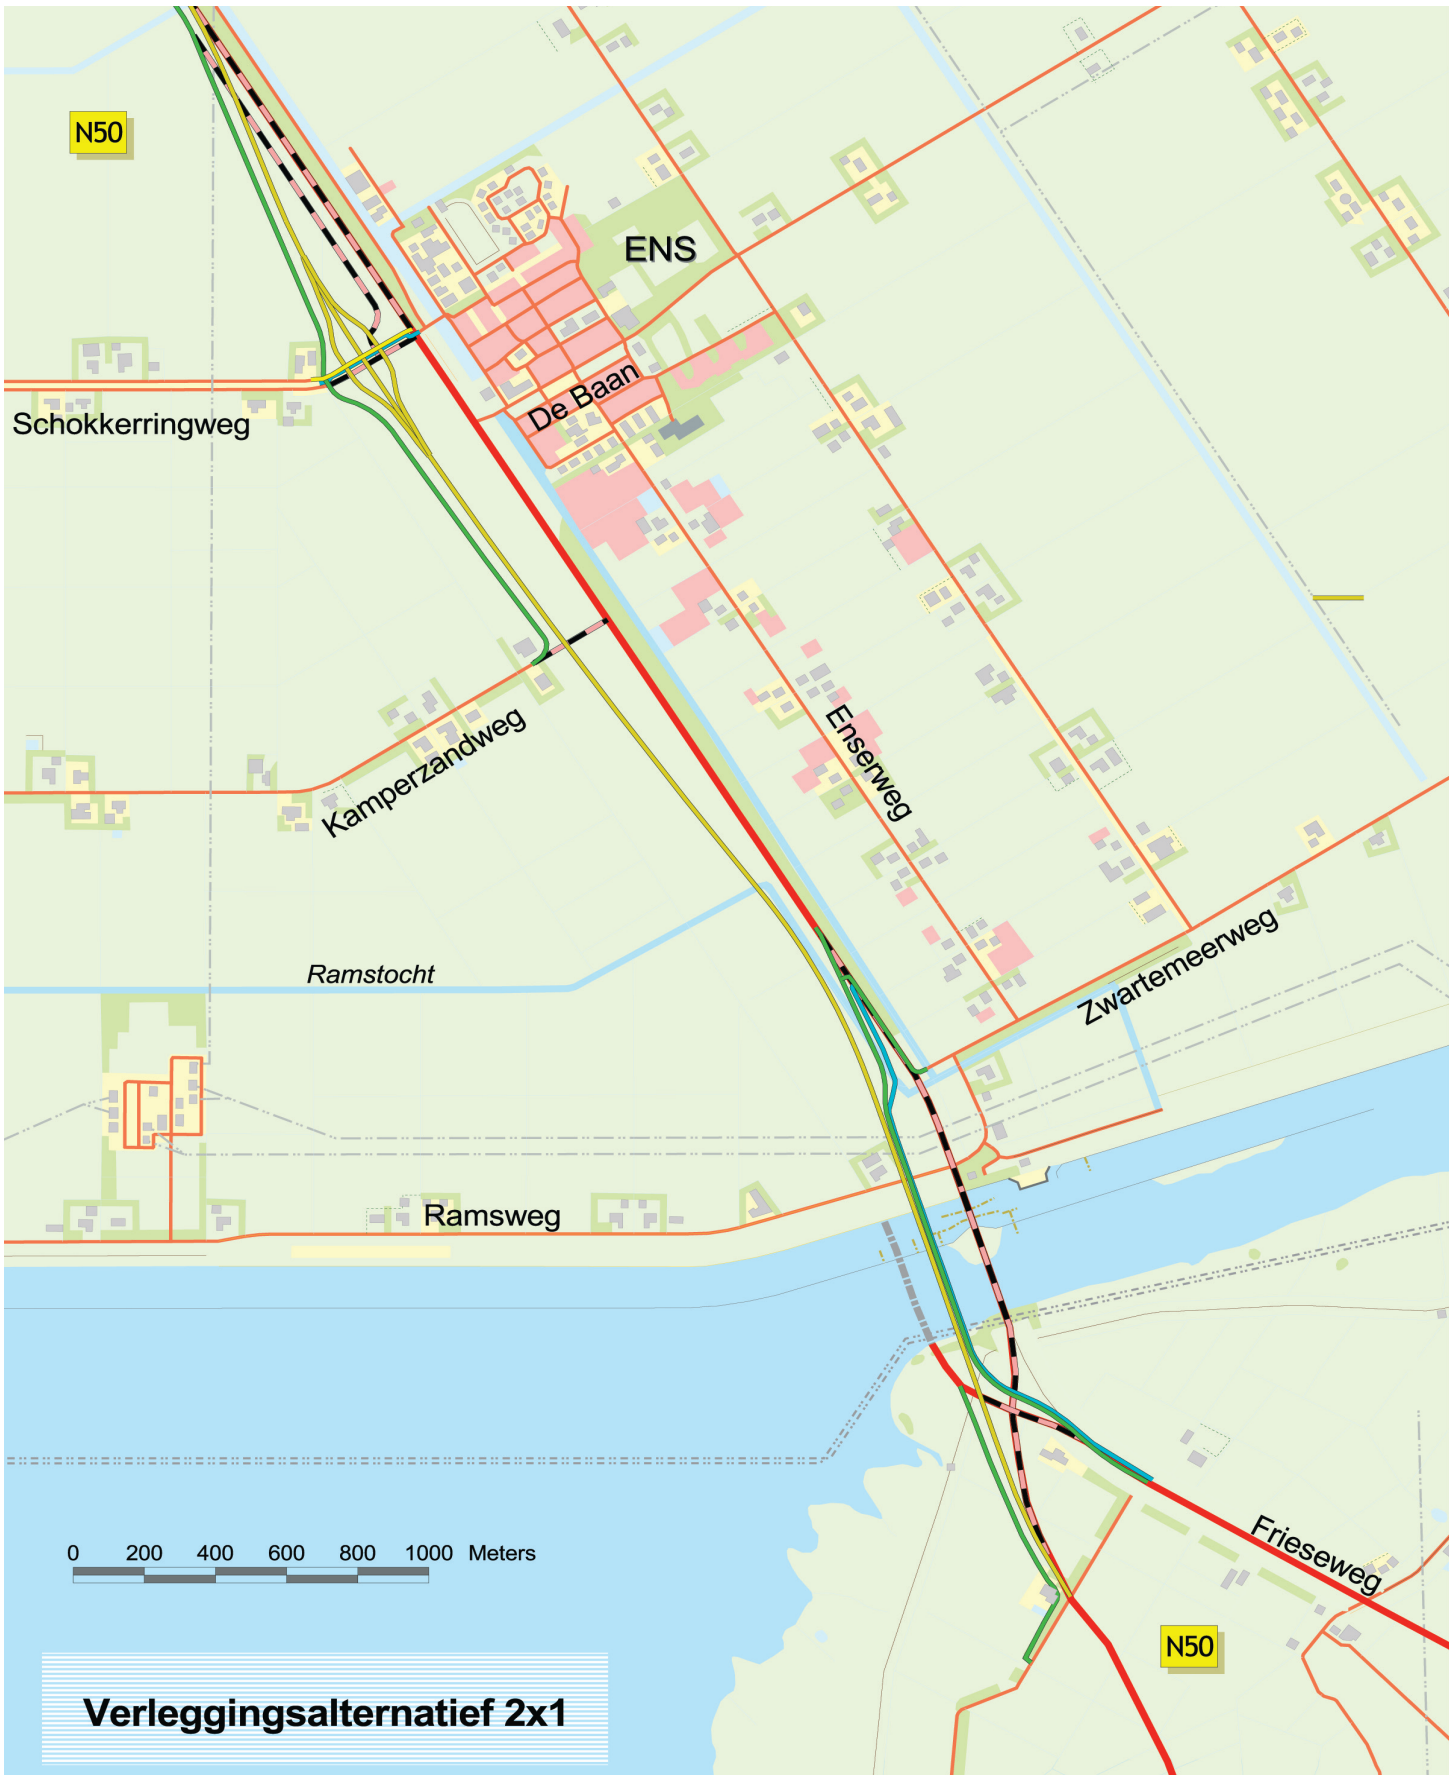 N50
ENS
De Baan
Schokkerringweg
Kamperzandweg
Enserweg
Ramstocht
Zwartemeerweg
Ramsweg
0 200 400 600 800 1000 Meters
Frieseweg
N50
Verleggingsalternatief 2x1